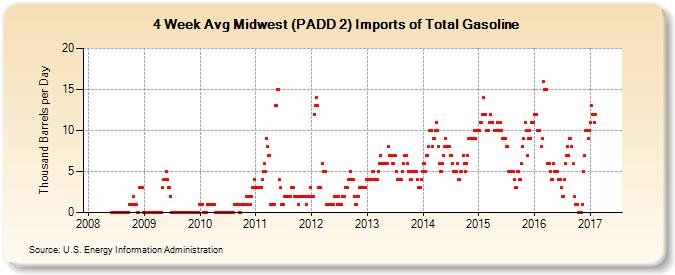 4 Week Avg Midwest (PADD 2) Imports of Total Gasoline
Thousand Barrels per Day
20
15
10
5
0
2008 2009 2010 2011 2012 2013 2014 2015 2016 2017
Source: U.S. Energy Information Administration